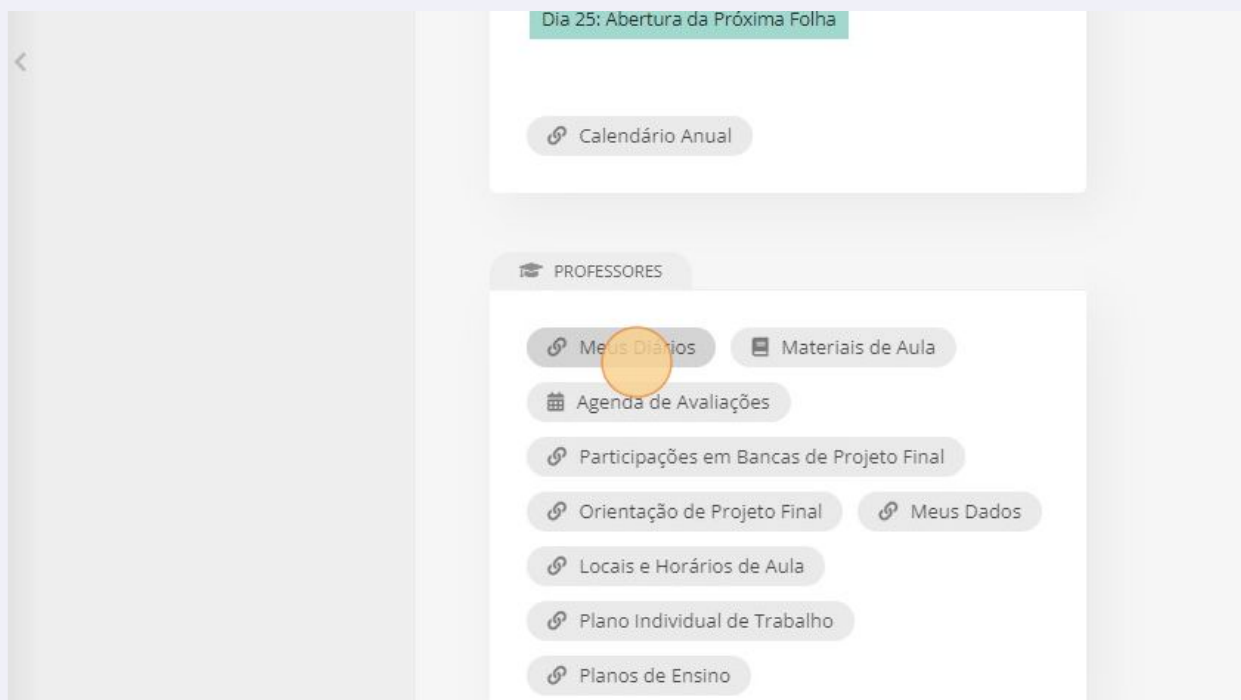 Dia 25: Abertura da Próxima Folha
Calendário Anual
PROFESSORES
Meus Diários Materiais de Aula
Agenda de Avaliações
Participações em Bancas de Projeto Final
Orientação de Projeto Final Meus Dados
Locais e Horários de Aula
Plano Individual de Trabalho
Planos de Ensino